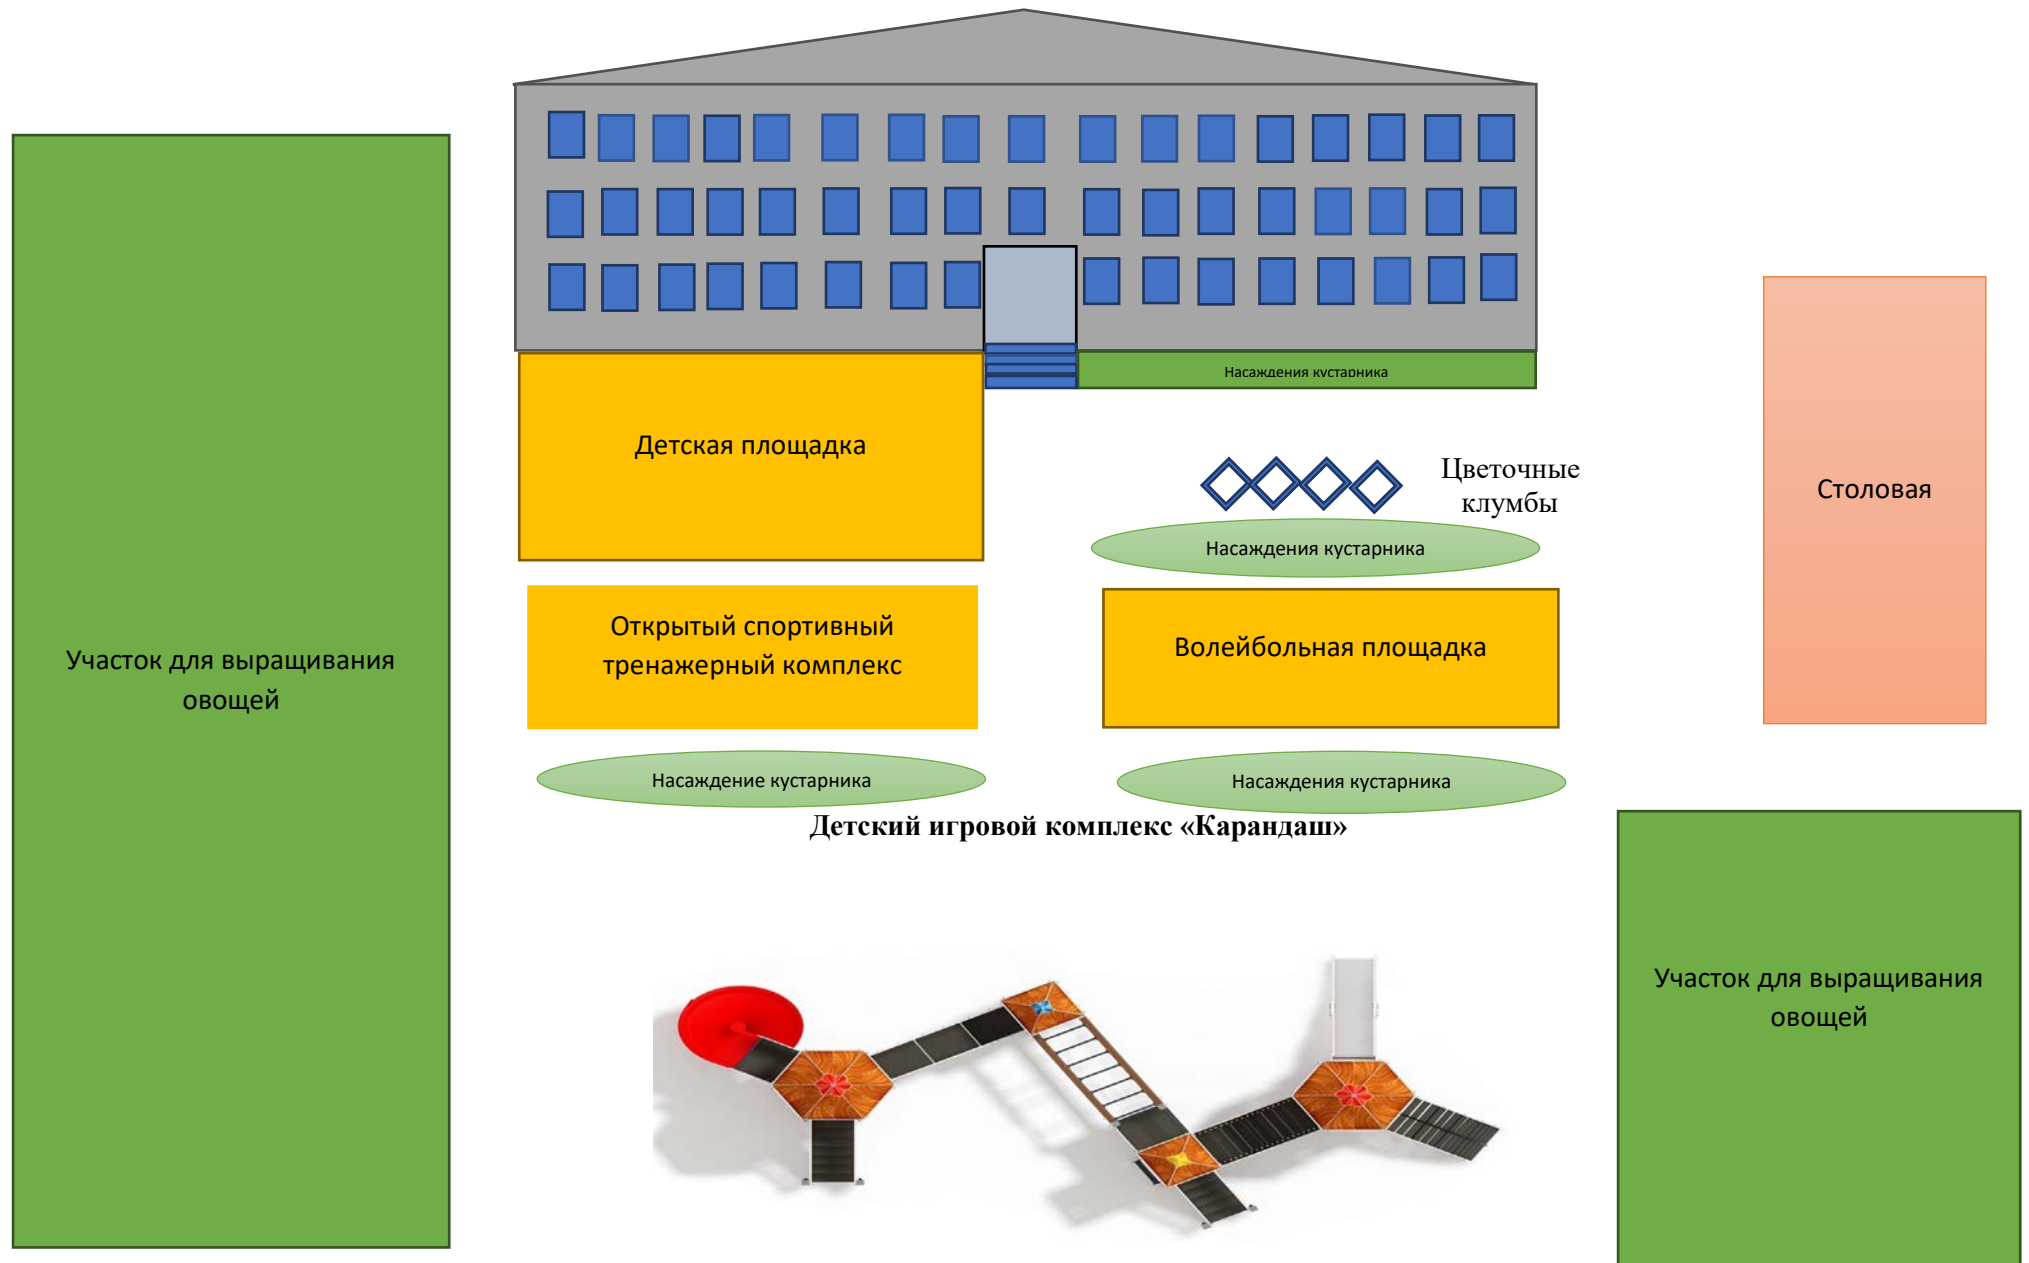 Насаждения кустарника
Детская площадка
Цветочные
клумбы
Столовая
Насаждения кустарника
Открытый спортивный
тренажерный комплекс
Волейбольная площадка
Участок для выращивания
овощей
Насаждение кустарника
Насаждения кустарника
Детский игровой комплекс «Карандаш»
Участок для выращивания
овощей